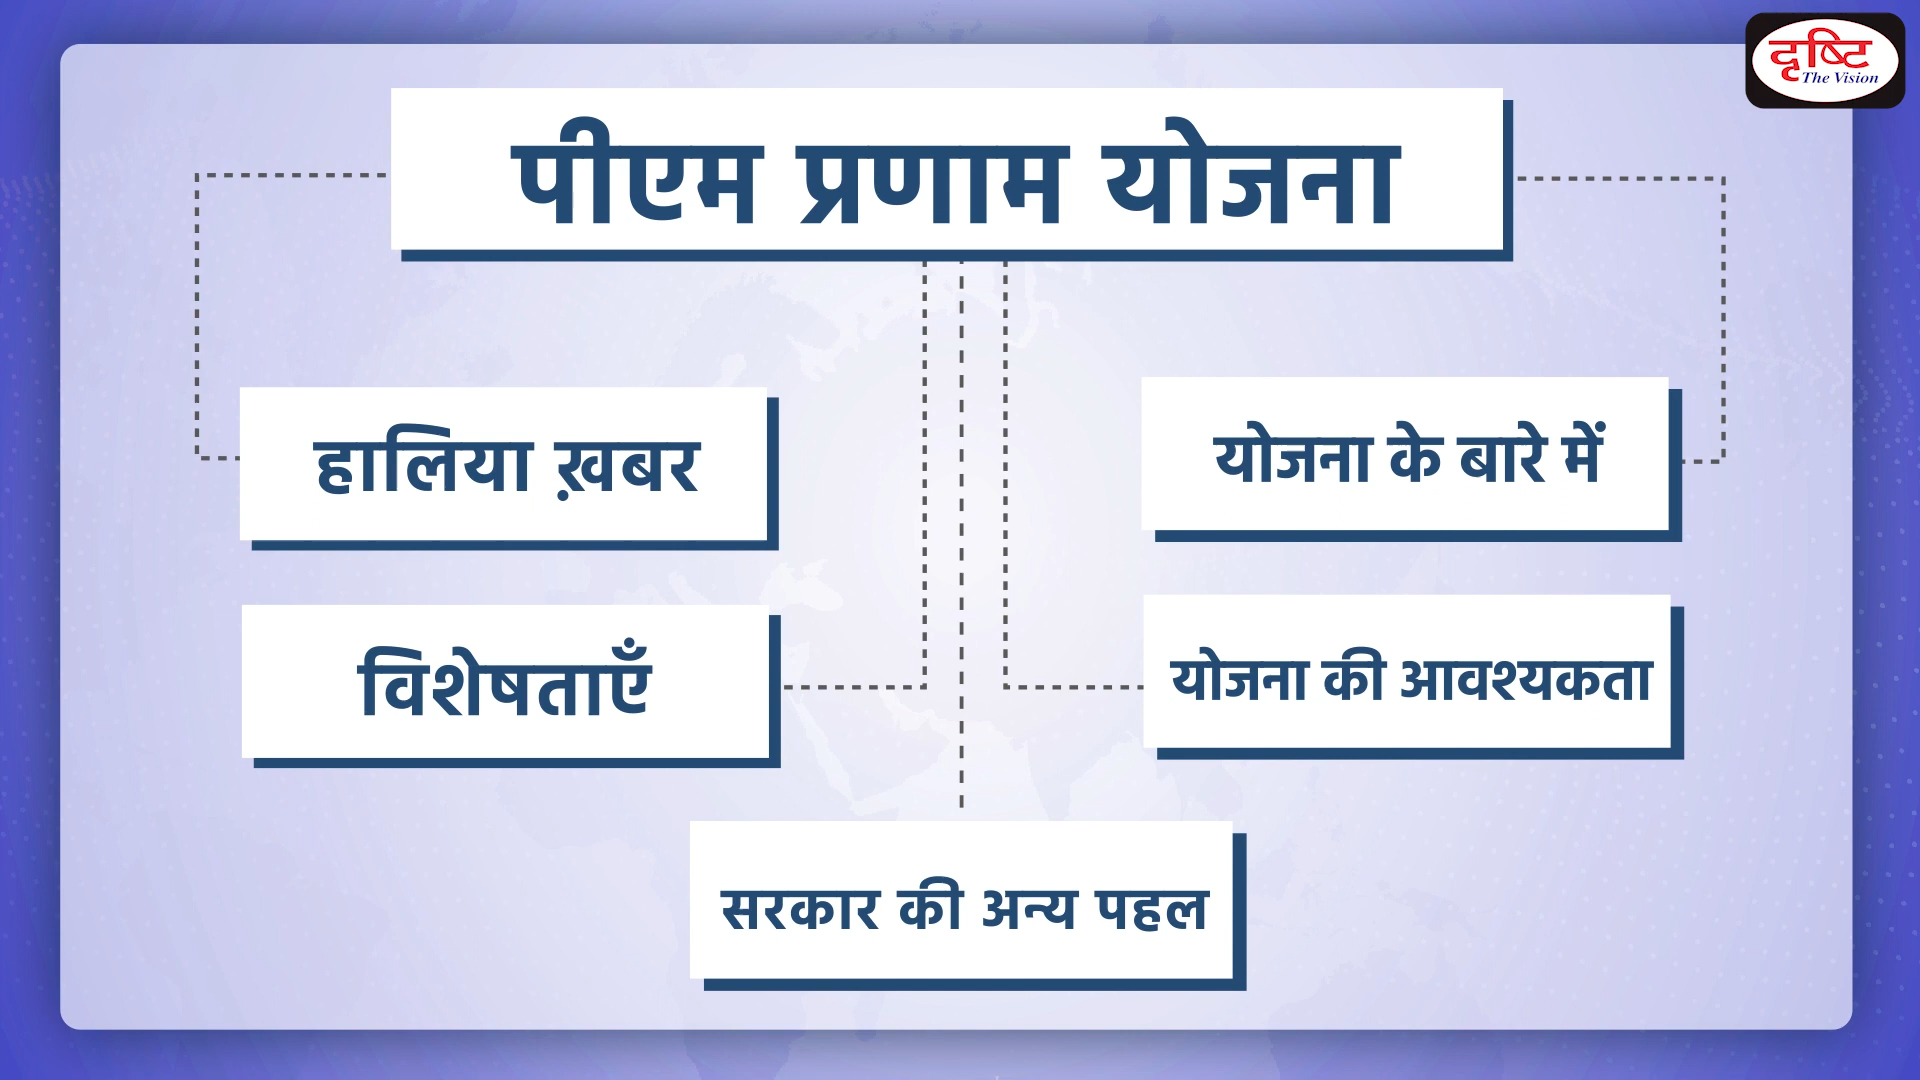 दृष्टि
The Vision
पीएम प्रणाम योजना
हालिया ख़बर
योजना के बारे में
विशेषताएँ
योजना की आवश्यकता
सरकार की अन्य पहल